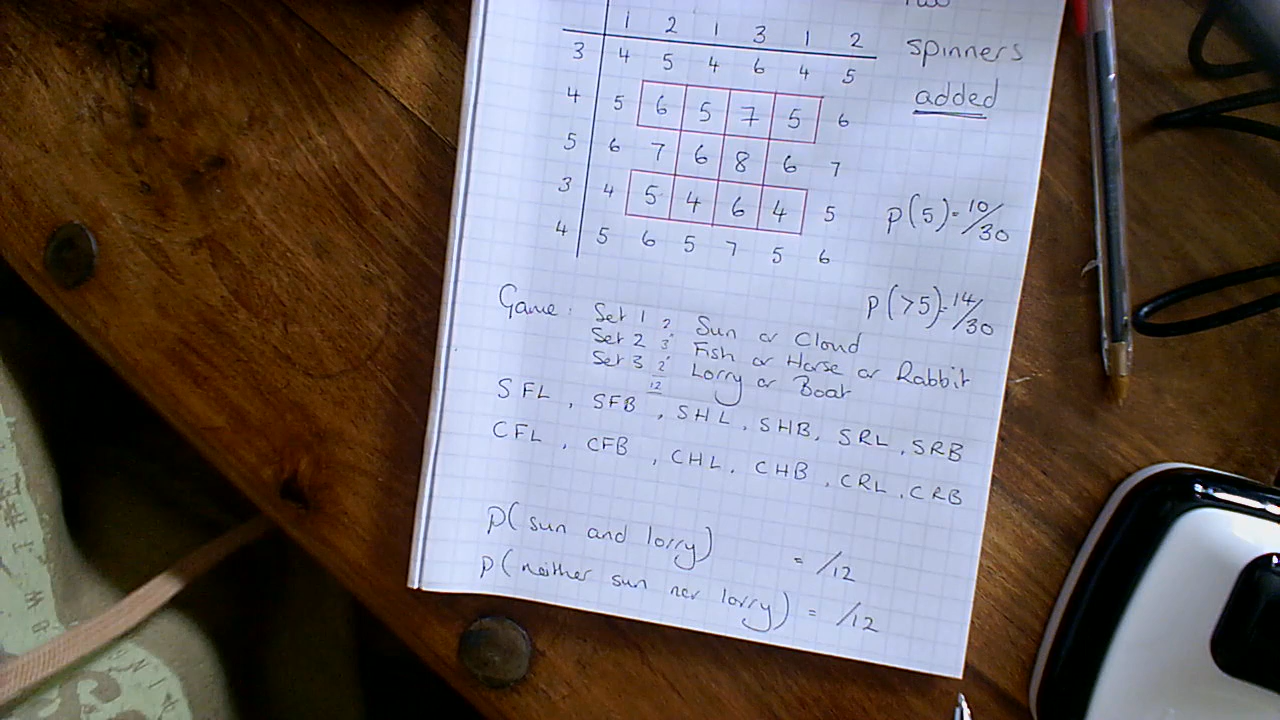 Two
1 2 1 3 1 2
spinners
3 4 5 4 6 4 5
added
4 5 6 5 7 5 6
5 6 7 6 8 6 7
3 4 5 4 6 4 5
p(5)=10/30
4 5 6 5 7 5 6
p(>5)=14/30
Game: Set 1 2 Sun or Cloud
Set 2 3 Fish or Horse or Rabbit
Set 3 2 Lorry or Boat
12
SFL, SFB, SHL, SHB, SRL, SRB
CFL, CFB, CHL, CHB, CRL, CRB
p(sun and lorry) = /12
p(neither sun nor lorry) = /12